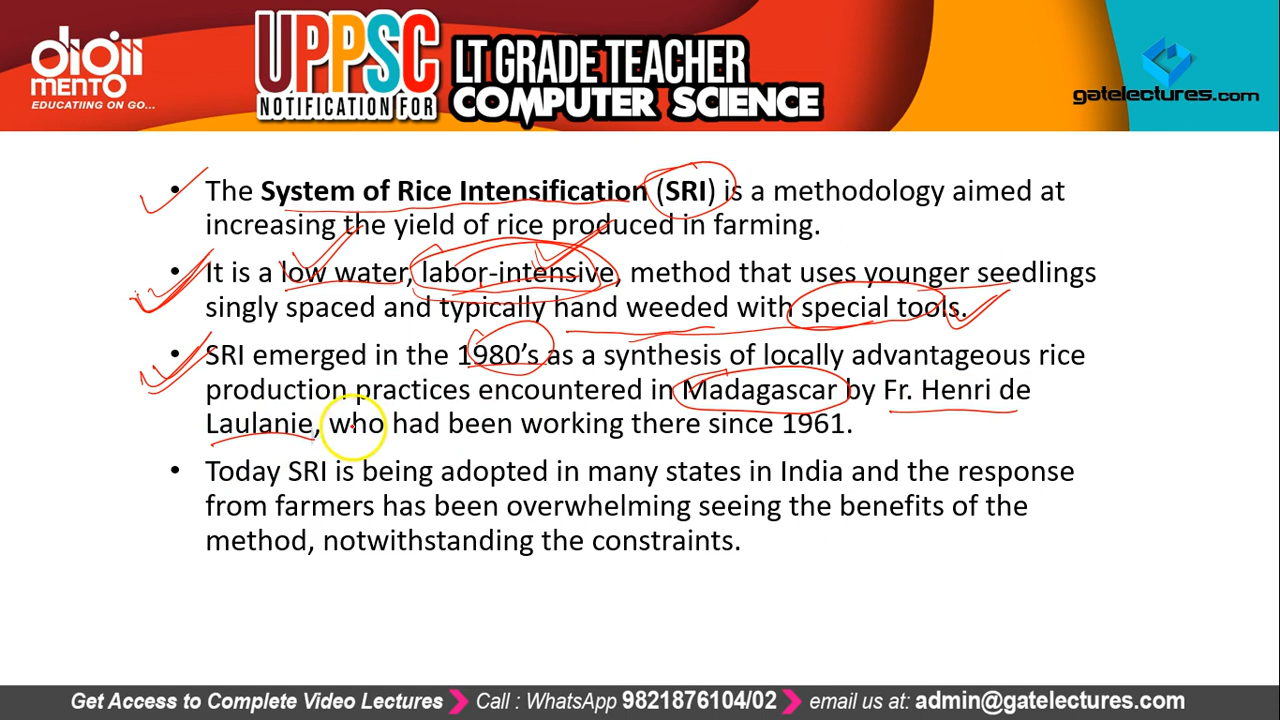 digii
MENTO
EDUCATIING ON GO...
UPPSC
NOTIFICATION FOR
LT GRADE TEACHER
COMPUTER SCIENCE
gatelectures.com
• The System of Rice Intensification (SRI) is a methodology aimed at
increasing the yield of rice produced in farming.
• It is a low water, labor-intensive, method that uses younger seedlings
singly spaced and typically hand weeded with special tools.
• SRI emerged in the 1980's as a synthesis of locally advantageous rice
production practices encountered in Madagascar by Fr. Henri de
Laulanie, who had been working there since 1961.
• Today SRI is being adopted in many states in India and the response
from farmers has been overwhelming seeing the benefits of the
method, notwithstanding the constraints.
Get Access to Complete Video Lectures Call : WhatsApp 9821876104/02 email us at: admin@gatelectures.com